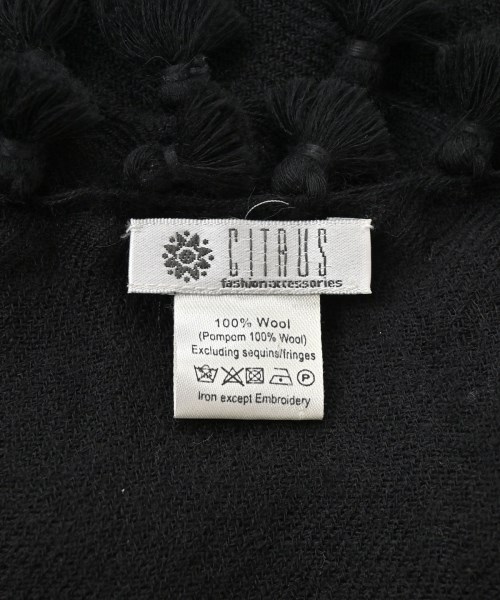 CITRUS
fashion accessories
100% Wool
(Pompom 100% Wool)
Excluding sequins/fringes
P
Iron except Embroidery